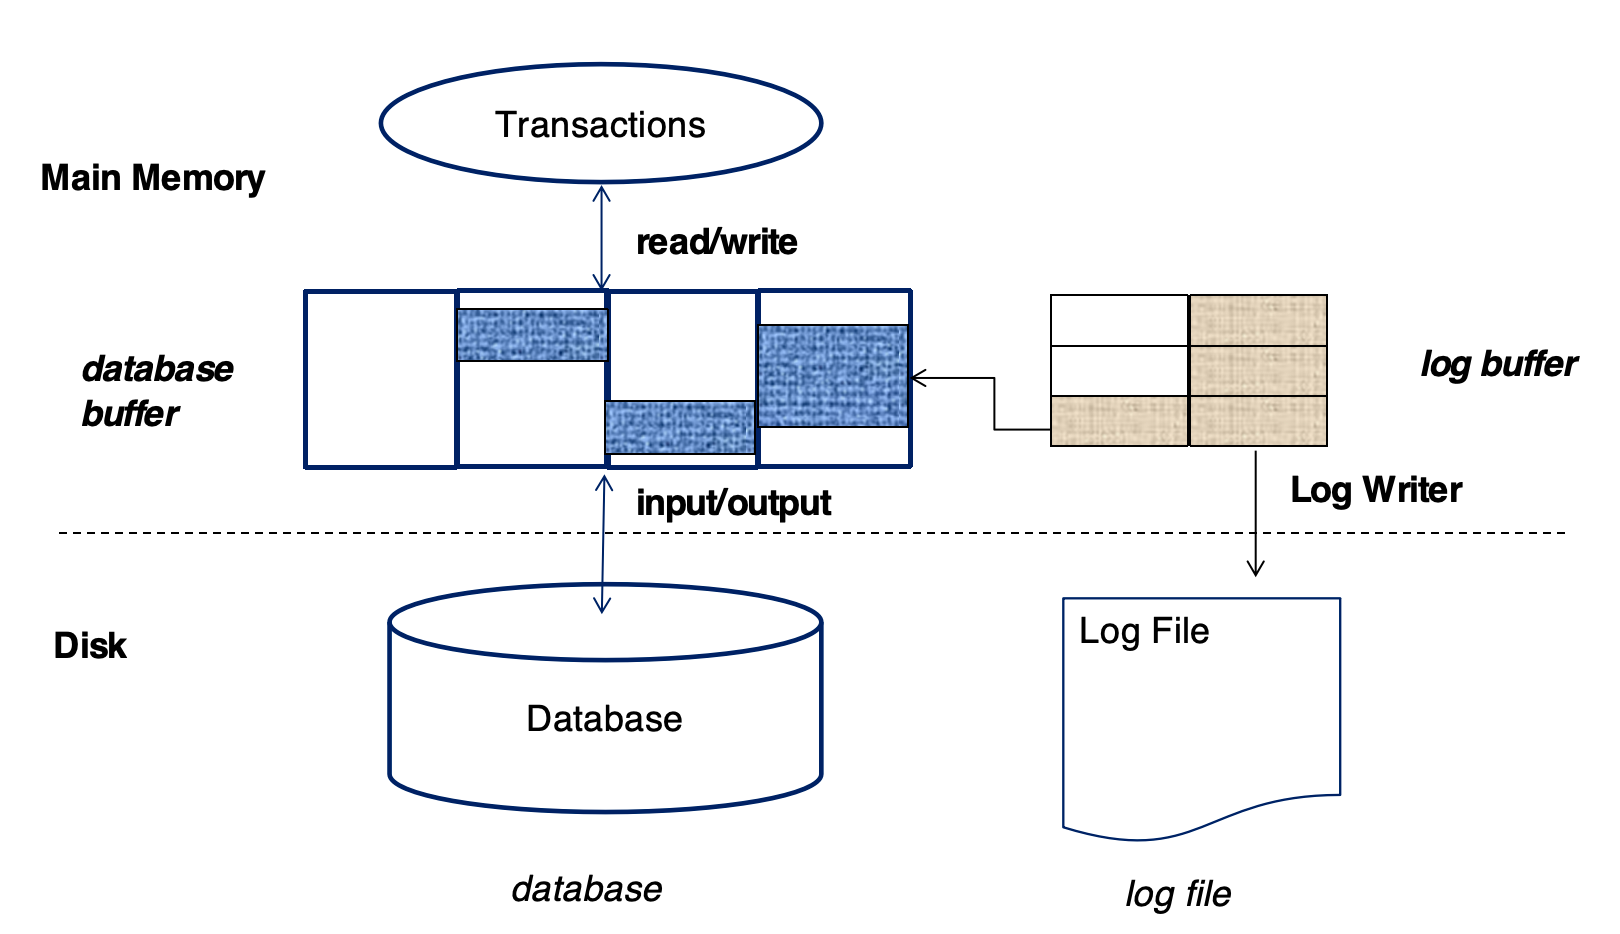 Transactions
Main Memory
read/write
database
buffer
log buffer
input/output
Log Writer
Disk
Log File
Database
database
log file